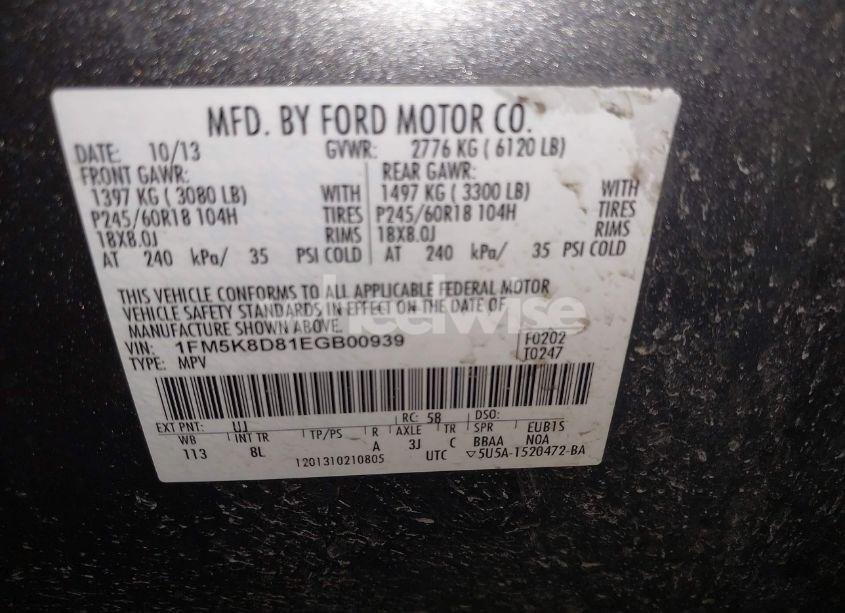 MFD. BY FORD MOTOR CO.
DATE: 10/13 GVWR: 2776 KG ( 6120 LB)
FRONT GAWR: REAR GAWR:
1397 KG ( 3080 LB) WITH 1497 KG ( 3300 LB) WITH
P245/60R18 104H TIRES P245/60R18 104H TIRES
18X8.0J RIMS 18X8.0J RIMS
AT 240 kPa/ 35 PSI COLD AT 240 kPa/ 35 PSI COLD
THIS VEHICLE CONFORMS TO ALL APPLICABLE FEDERAL MOTOR
VEHICLE SAFETY STANDARDS IN EFFECT ON THE DATE OF
MANUFACTURE SHOWN ABOVE.
VIN: 1FM5K8D81EGB00939 F0202
TYPE: MPV T0247
EXT PNT: UJ RC: 58 DSO:
WB INT TR TP/PS R AXLE TR SPR EUB1S
113 8L A 3J C BBAA N0A
1201310210805 UTC ▽5U5A-1520472-BA